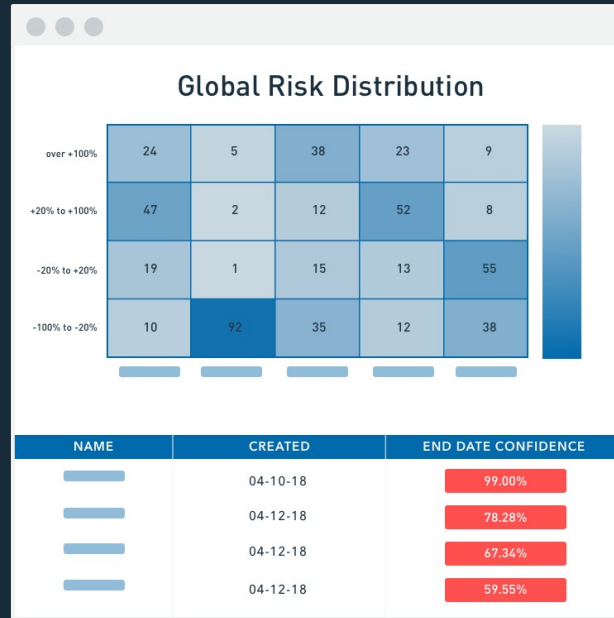 Global Risk Distribution
over +100% 24 5 38 23 9
+20% to +100% 47 2 12 52 8
-20% to +20% 19 1 15 13 55
-100% to -20% 10 92 35 12 38
NAME CREATED END DATE CONFIDENCE
04-10-18 99.00%
04-12-18 78.28%
04-12-18 67.34%
04-12-18 59.55%